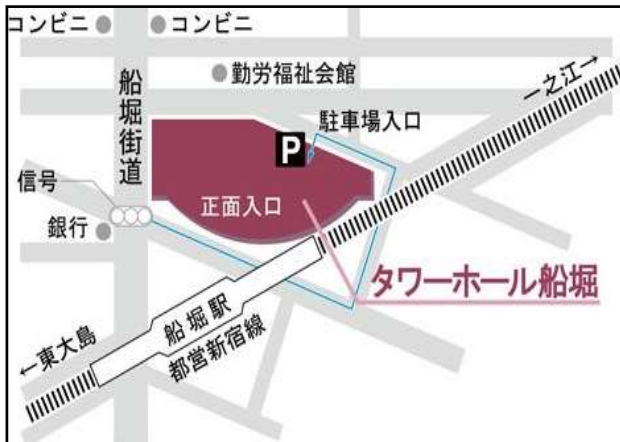 コンビニ
コンビニ
勤労福祉会館
一之江→
船堀街道
駐車場入口
P
信号
正面入口
銀行
タワーホール船堀
船堀駅
都営新宿線
←東大島